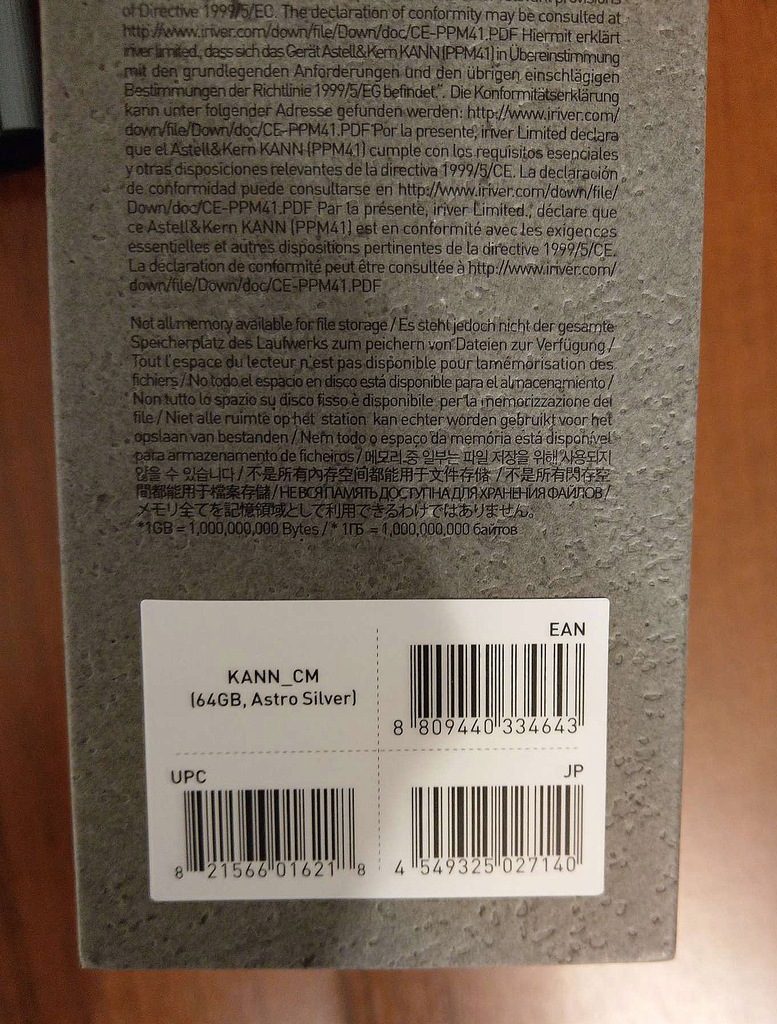 of Directive 1999/5/EC. The declaration of conformity may be consulted at
http://www.iriver.com/down/file/Down/doc/CE-PPM41.PDF Hiermit erklärt
iriver limited., dass sich das Gerät Astell&Kern KANN (PPM41) in Übereinstimmung
mit den grundlegenden Anforderungen und den übrigen einschlägigen
Bestimmungen der Richtlinie 1999/5/EG befindet". Die Konformitätserklärung
kann unter folgender Adresse gefunden werden: http://www.iriver.com/
down/file/Down/doc/CE-PPM41.PDF Por la presente, iriver Limited declara
que el Astell&Kern KANN (PPM41) cumple con los requisitos esenciales
y otras disposiciones relevantes de la directiva 1999/5/CE. La declaración
de conformidad puede consultarse en http://www.iriver.com/down/file/
Down/doc/CE-PPM41.PDF Par la présente, iriver Limited., déclare que
ce Astell&Kern KANN (PPM41) est en conformité avec les exigences
essentielles et autres dispositions pertinentes de la directive 1999/5/CE.
La declaration de conformité peut être consultée à http://www.iriver.com/
down/file/Down/doc/CE-PPM41.PDF
Not all memory available for file storage / Es steht jedoch nicht der gesamte
Speicherplatz des Laufwerks zum peichern von Dateien zur Verfügung /
Tout l'espace du lecteur n'est pas disponible pour lamémorisation des
fichiers / No todo el espacio en disco está disponible para el almacenamiento /
Non tutto lo spazio su disco fisso è disponibile per la memorizzazione dei
file / Niet alle ruimte op het station kan echter worden gebruikt voor het
opslaan van bestanden / Nem todo o espaço da memória está disponível
para armazenamento de ficheiros / 메모리 중 일부는 파일 저장을 위해 사용되지
않을 수 있습니다 / 不是所有內存空间都能用于文件存储 / 不是所有閃存空
間都能用于檔案存儲 / НЕ ВСЯ ПАМЯТЬ ДОСТУПНА ДЛЯ ХРАНЕНИЯ ФАЙЛОВ /
メモリ全てを記憶領域として利用できるわけではありません。
*1GB = 1,000,000,000 Bytes / * 1ГБ = 1,000,000,000 байтов
EAN
KANN_CM
(64GB, Astro Silver)
8 809440 334643
UPC
8 21566 01621 8
JP
4 549325 027140